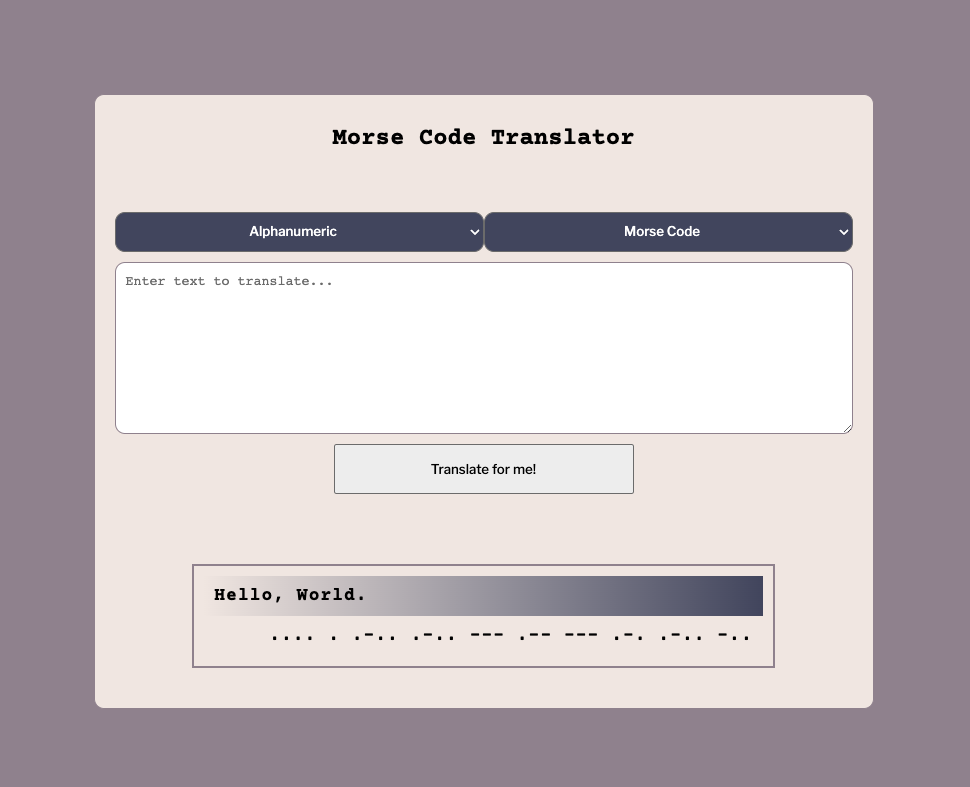 Morse Code Translator
Alphanumeric Morse Code
Enter text to translate...
Translate for me!
Hello, World.
.... . .-.. .-.. --- .-- --- .-. .-.. -..